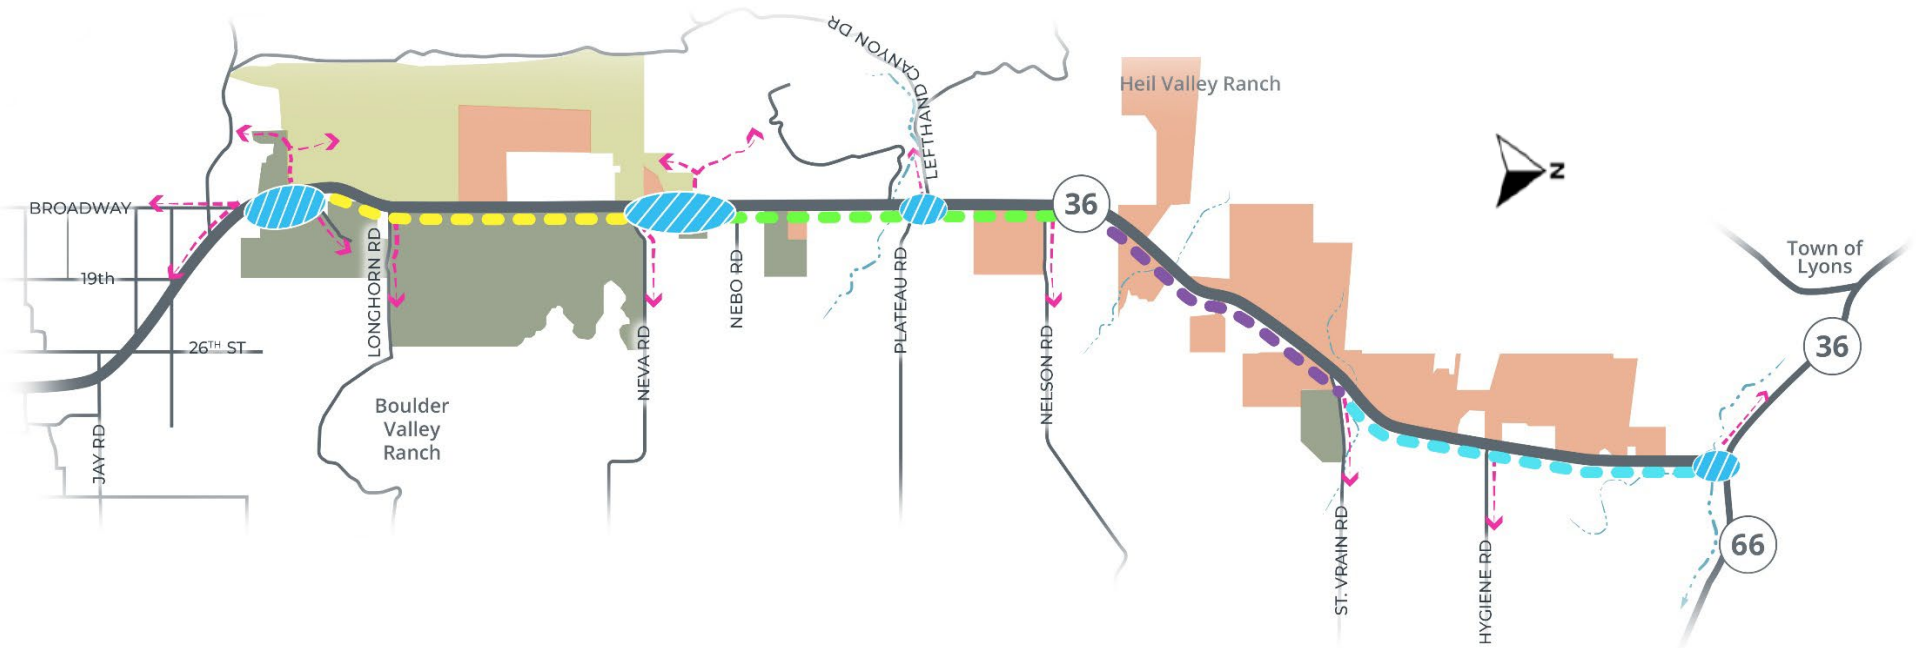 BROADWAY
19th
26TH ST
JAY RD
LONGHORN RD
Boulder
Valley
Ranch
NEVA RD
NEBO RD
PLATEAU RD
LEFTHAND CANYON DR
NELSON RD
36
Heil Valley Ranch
ST. VRAIN RD
HYGIENE RD
N
Town of
Lyons
36
66